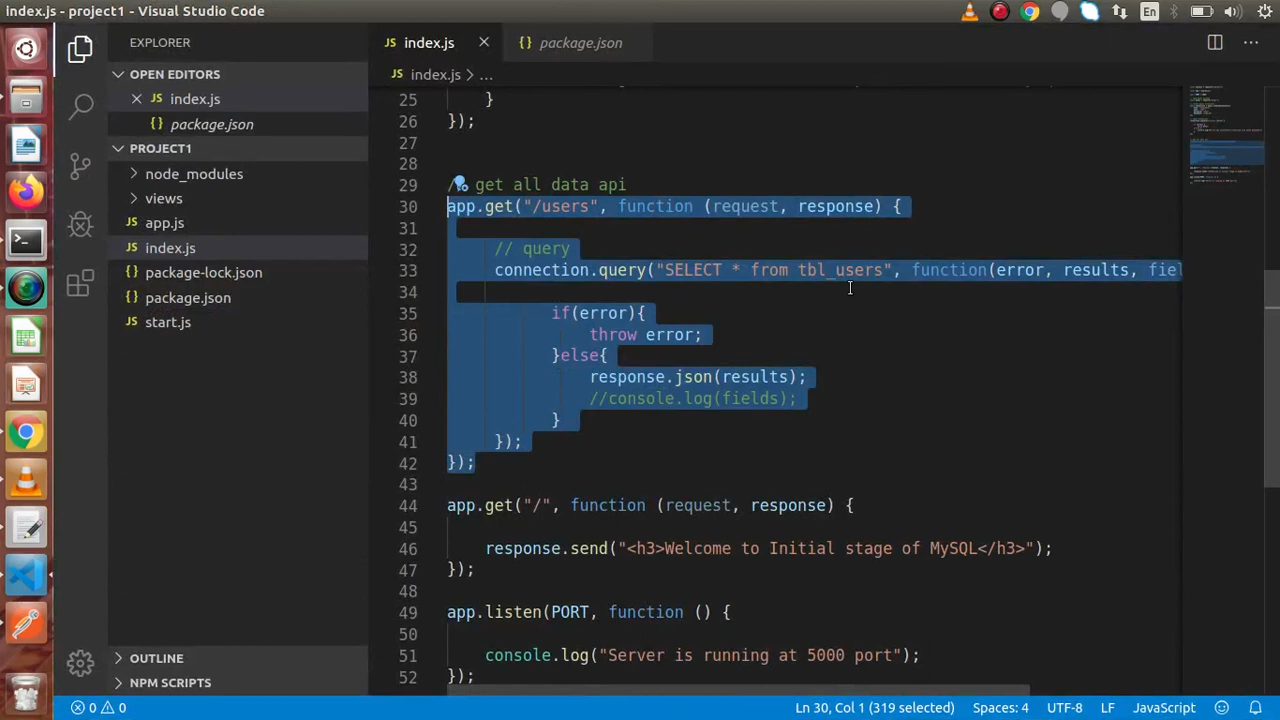 index.js - project1 - Visual Studio Code
En
EXPLORER
OPEN EDITORS
index.js
package.json
PROJECT1
node_modules
views
app.js
index.js
package-lock.json
package.json
start.js
OUTLINE
NPM SCRIPTS
index.js
package.json
index.js > ...
25 }
26 });
27
28
29 // get all data api
30 app.get("/users", function (request, response) {
31
32 // query
33 connection.query("SELECT * from tbl_users", function(error, results, fiel
34
35 if(error){
36 throw error;
37 }else{
38 response.json(results);
39 //console.log(fields);
40 }
41 });
42 });
43
44 app.get("/", function (request, response) {
45
46 response.send("<h3>Welcome to Initial stage of MySQL</h3>");
47 });
48
49 app.listen(PORT, function () {
50
51 console.log("Server is running at 5000 port");
52 });
0 0
Ln 30, Col 1 (319 selected)
Spaces: 4
UTF-8
LF
JavaScript